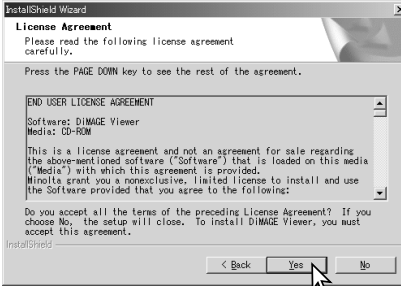 InstallShield Wizard
License Agreement
Please read the following license agreement
carefully.
Press the PAGE DOWN key to see the rest of the agreement.
END USER LICENSE AGREEMENT
Software: DiMAGE Viewer
Media: CD-ROM
This is a license agreement and not an agreement for sale regarding
the above-mentioned software ("Software") that is loaded on this media
("Media") with which this agreement is provided.
Minolta grant you a nonexclusive, limited license to install and use
the Software provided that you agree to the following:
Do you accept all the terms of the preceding License Agreement? If you
choose No, the setup will close. To install DiMAGE Viewer, you must
accept this agreement.
InstallShield
< Back Yes No